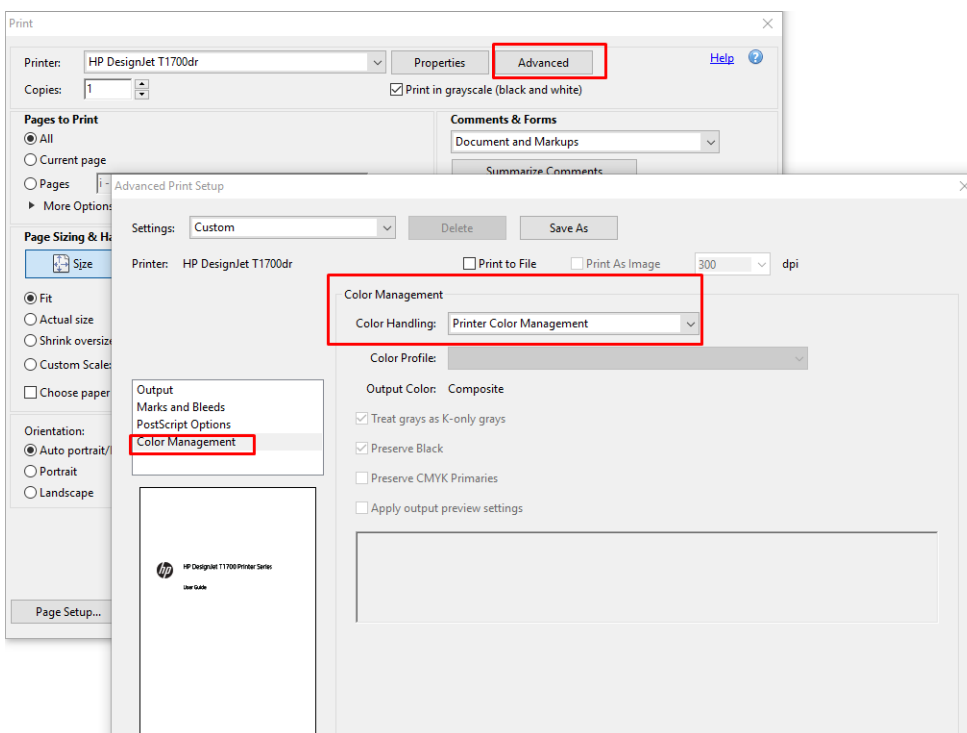 Print
Printer: HP DesignJet T1700dr Properties Advanced Help ?
Copies: 1 Print in grayscale (black and white)
Pages to Print
All
Current page
Pages i -
More Options
Comments & Forms
Document and Markups
Summarize Comments
Page Sizing & Ha
Size
Fit
Actual size
Shrink oversize
Custom Scale:
Choose paper
Orientation:
Auto portrait/l
Portrait
Landscape
Page Setup...
Advanced Print Setup
Settings: Custom Delete Save As
Printer: HP DesignJet T1700dr Print to File Print As Image 300 dpi
Output
Marks and Bleeds
PostScript Options
Color Management
Color Management
Color Handling: Printer Color Management
Color Profile:
Output Color: Composite
Treat grays as K-only grays
Preserve Black
Preserve CMYK Primaries
Apply output preview settings
hp
HP DesignJet T1700 Printer Series
User Guide